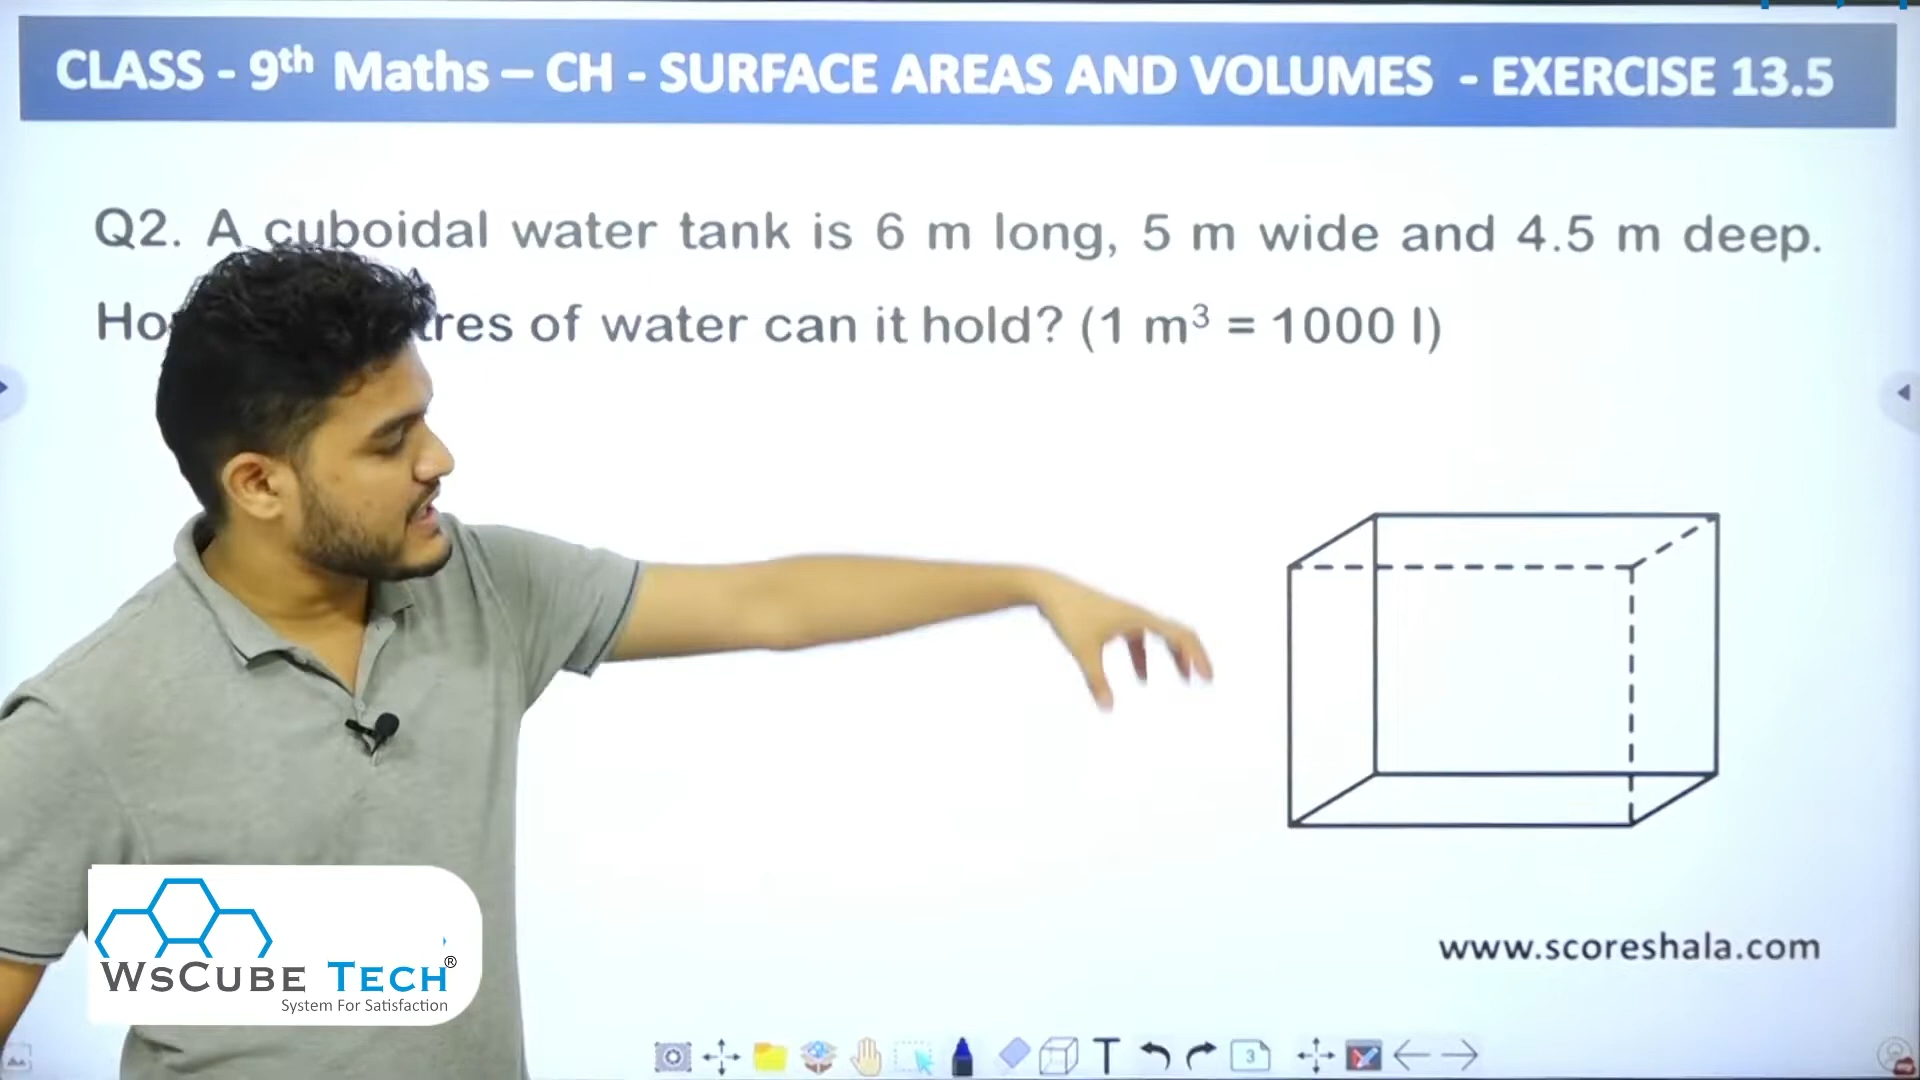 CLASS - 9th Maths – CH - SURFACE AREAS AND VOLUMES - EXERCISE 13.5
Q2. A cuboidal water tank is 6 m long, 5 m wide and 4.5 m deep.
of water can it hold? (1 m³ = 1000 l)
www.scoreshala.com
WSCUBE TECH®
System For Satisfaction
T
3